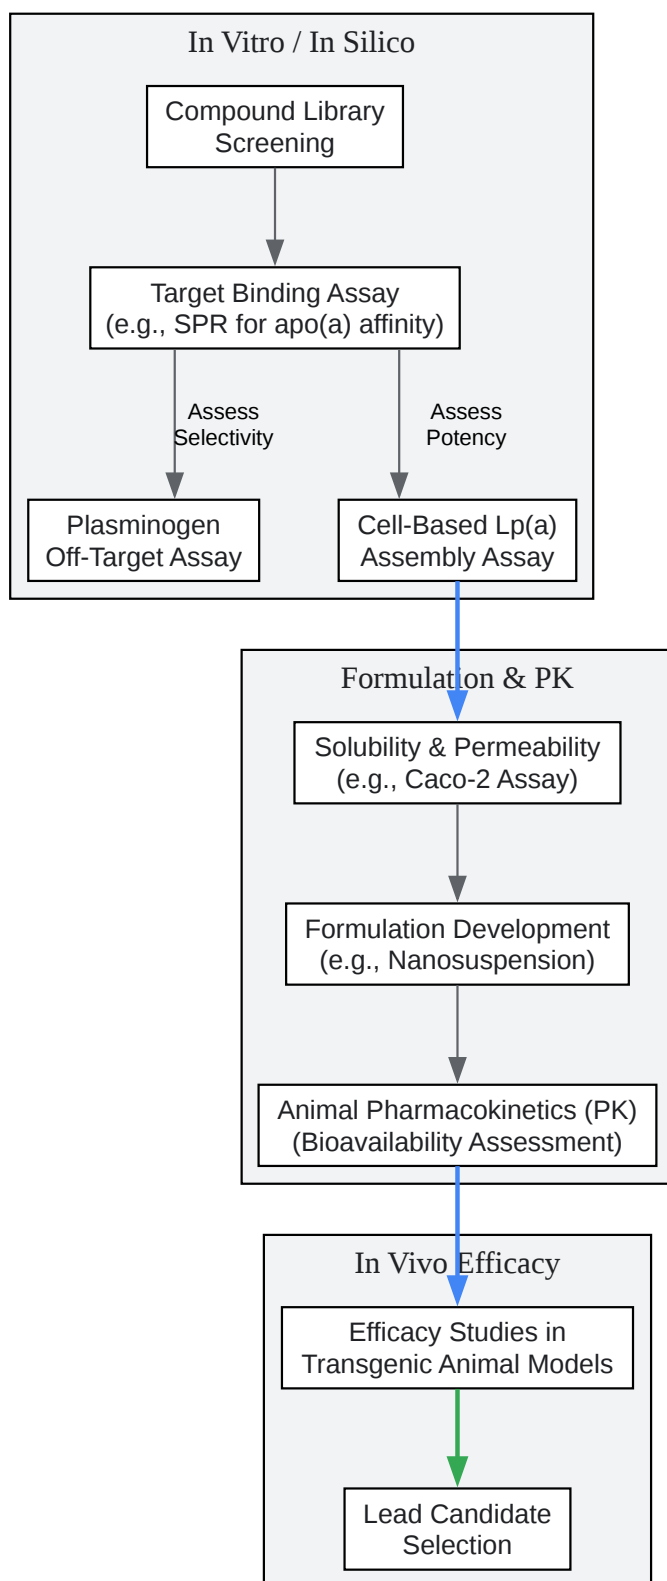 In Vitro / In Silico
Compound Library
Screening
Target Binding Assay
(e.g., SPR for apo(a) affinity)
Assess
Selectivity
Assess
Potency
Plasminogen
Off-Target Assay
Cell-Based Lp(a)
Assembly Assay
Formulation & PK
Solubility & Permeability
(e.g., Caco-2 Assay)
Formulation Development
(e.g., Nanosuspension)
Animal Pharmacokinetics (PK)
(Bioavailability Assessment)
In Vivo Efficacy
Efficacy Studies in
Transgenic Animal Models
Lead Candidate
Selection